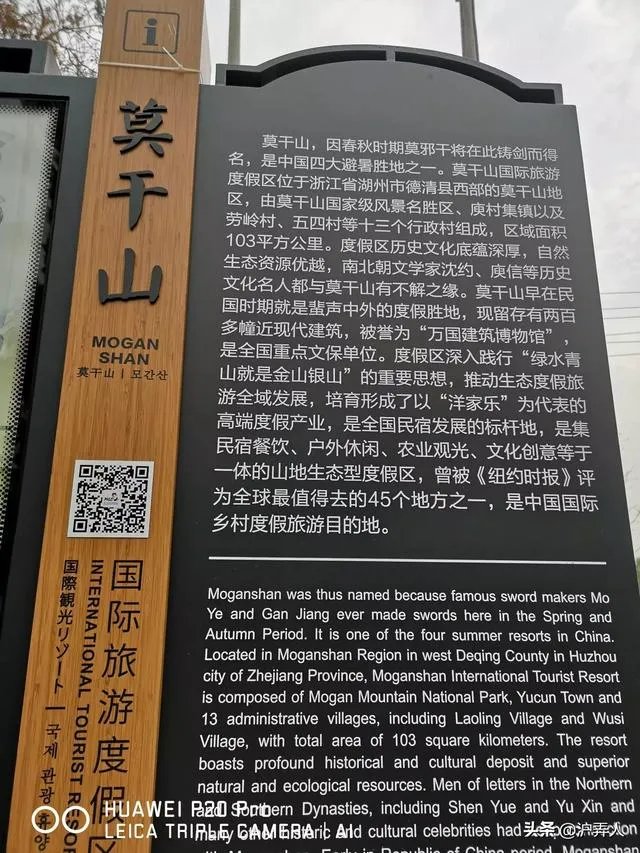 i
莫干山
MOGAN
SHAN
莫干山 | 모간산
国际旅游度假区
INTERNATIONAL TOURIST RESOR
国際観光リゾート | 국제 관광 휴양
莫干山,因春秋时期莫邪干将在此铸剑而得
名,是中国四大避暑胜地之一。莫干山国际旅游
度假区位于浙江省湖州市德清县西部的莫干山地
区,由莫干山国家级风景名胜区、庾村集镇以及
劳岭村、五四村等十三个行政村组成,区域面积
103平方公里。度假区历史文化底蕴深厚,自然
生态资源优越,南北朝文学家沈约、庾信等历史
文化名人都与莫干山有不解之缘。莫干山早在民
国时期就是蜚声中外的度假胜地,现留存有两百
多幢近现代建筑,被誉为“万国建筑博物馆”,
是全国重点文保单位。度假区深入践行“绿水青
山就是金山银山”的重要思想,推动生态度假旅
游全域发展,培育形成了以“洋家乐”为代表的
高端度假产业,是全国民宿发展的标杆地,是集
民宿餐饮、户外休闲、农业观光、文化创意等于
一体的山地生态型度假区,曾被《纽约时报》评
为全球最值得去的45个地方之一,是中国国际
乡村度假旅游目的地。
Moganshan was thus named because famous sword makers Mo
Ye and Gan Jiang ever made swords here in the Spring and
Autumn Period. It is one of the four summer resorts in China.
Located in Moganshan Region in west Deqing County in Huzhou
city of Zhejiang Province, Moganshan International Tourist Resort
is composed of Mogan Mountain National Park, Yucun Town and
13 administrative villages, including Laoling Village and Wusi
Village, with total area of 103 square kilometers. The resort
boasts profound historical and cultural deposit and superior
natural and ecological resources. Men of letters in the Northern
and Southern Dynasties, including Shen Yue and Yu Xin and
many other historic and cultural celebrities had
with Moganshan. Early in Republic of China period, Moganshan
HUAWEI P20 Pro
LEICA TRIPLE CAMERA | AI
头条 @沪弄人